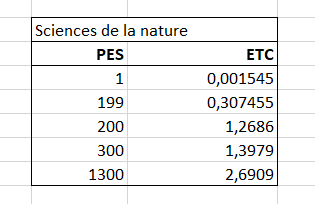 Sciences de la nature
PES ETC
1 0,001545
199 0,307455
200 1,2686
300 1,3979
1300 2,6909